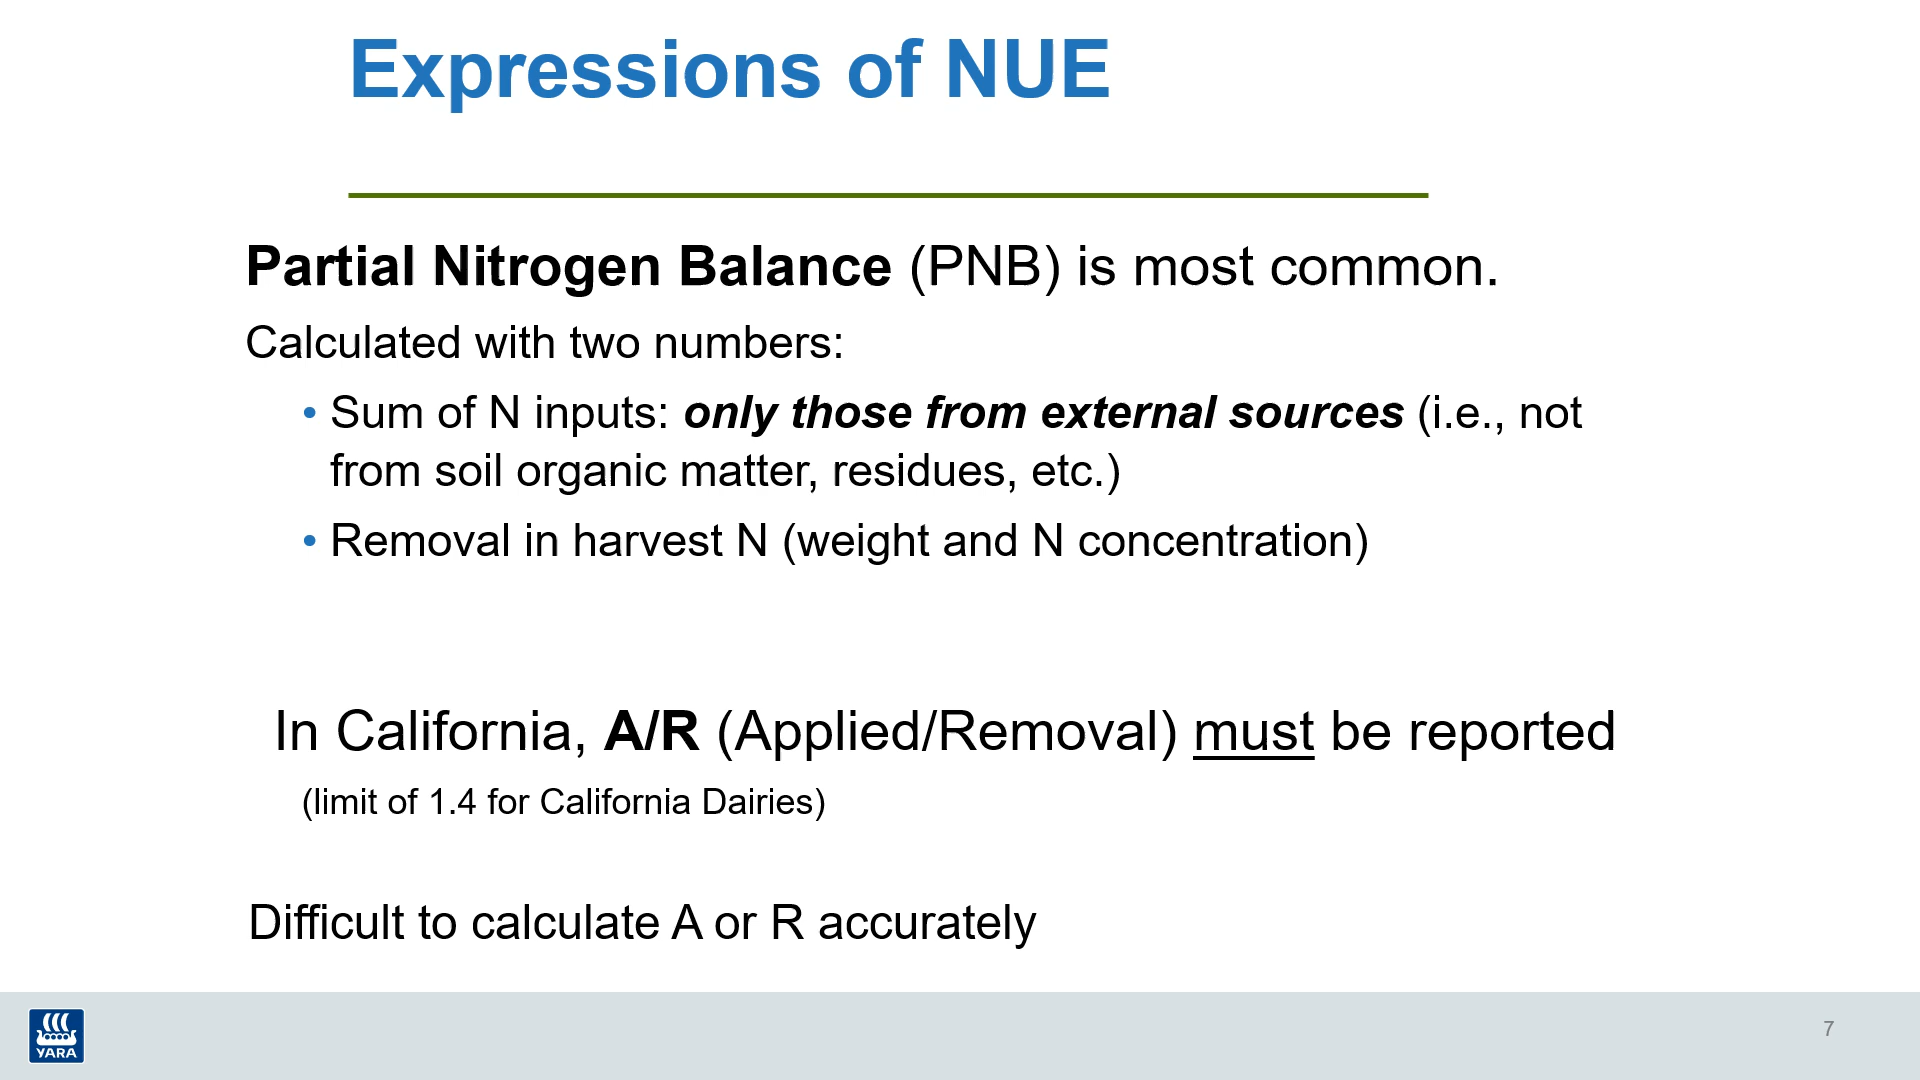 Expressions of NUE
Partial Nitrogen Balance (PNB) is most common.
Calculated with two numbers:
• Sum of N inputs: only those from external sources (i.e., not
from soil organic matter, residues, etc.)
• Removal in harvest N (weight and N concentration)
In California, A/R (Applied/Removal) must be reported
(limit of 1.4 for California Dairies)
Difficult to calculate A or R accurately
YARA
7